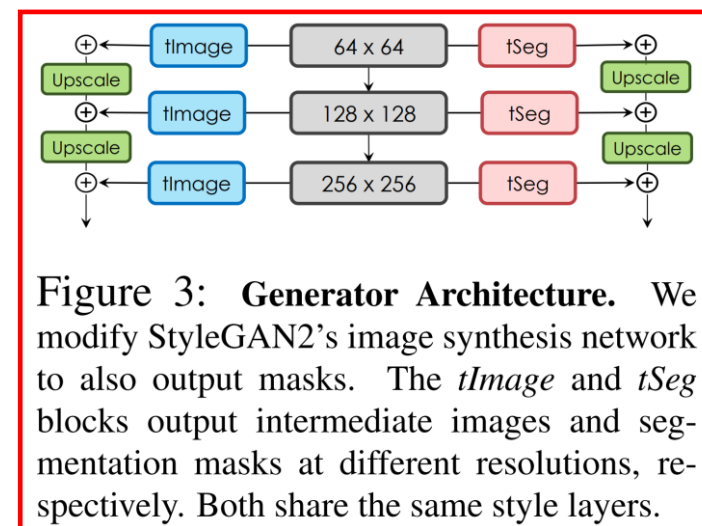 tImage 64 x 64 tSeg
Upscale Upscale
tImage 128 x 128 tSeg
Upscale Upscale
tImage 256 x 256 tSeg
Figure 3: Generator Architecture. We
modify StyleGAN2's image synthesis network
to also output masks. The tImage and tSeg
blocks output intermediate images and seg-
mentation masks at different resolutions, re-
spectively. Both share the same style layers.